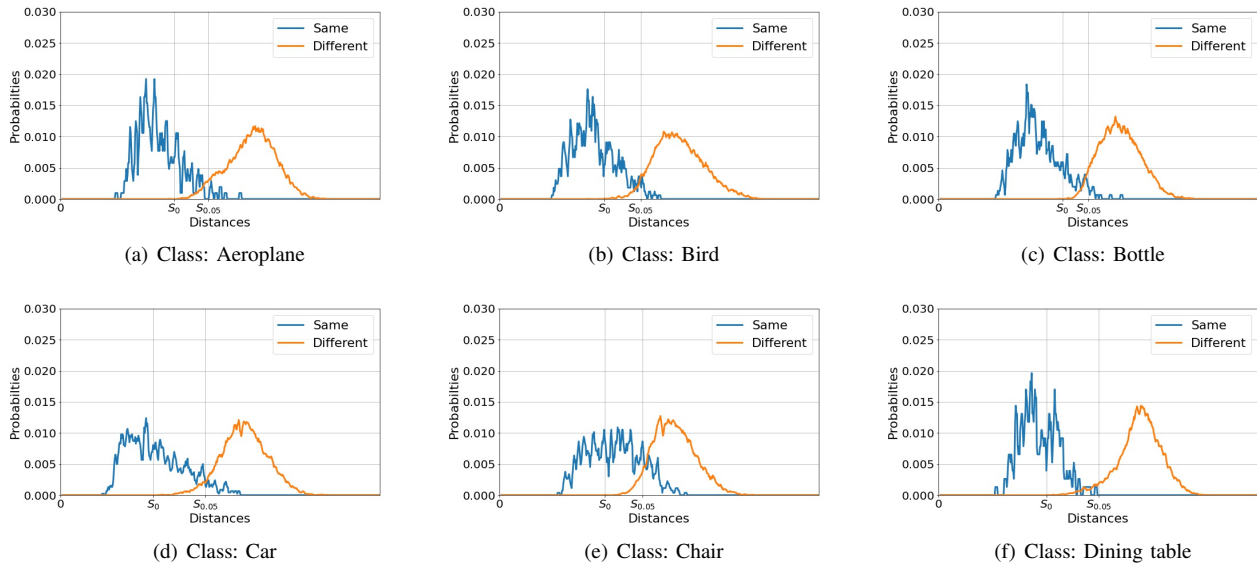 0.030
0.025
0.020
0.015
0.010
0.005
0.000
Probabilties
Same
Different
0 S₀ S₀.₀₅
Distances
(a) Class: Aeroplane
0.030
0.025
0.020
0.015
0.010
0.005
0.000
Probabilties
Same
Different
0 S₀ S₀.₀₅
Distances
(b) Class: Bird
0.030
0.025
0.020
0.015
0.010
0.005
0.000
Probabilties
Same
Different
0 S₀ S₀.₀₅
Distances
(c) Class: Bottle
0.030
0.025
0.020
0.015
0.010
0.005
0.000
Probabilties
Same
Different
0 S₀ S₀.₀₅
Distances
(d) Class: Car
0.030
0.025
0.020
0.015
0.010
0.005
0.000
Probabilties
Same
Different
0 S₀ S₀.₀₅
Distances
(e) Class: Chair
0.030
0.025
0.020
0.015
0.010
0.005
0.000
Probabilties
Same
Different
0 S₀ S₀.₀₅
Distances
(f) Class: Dining table